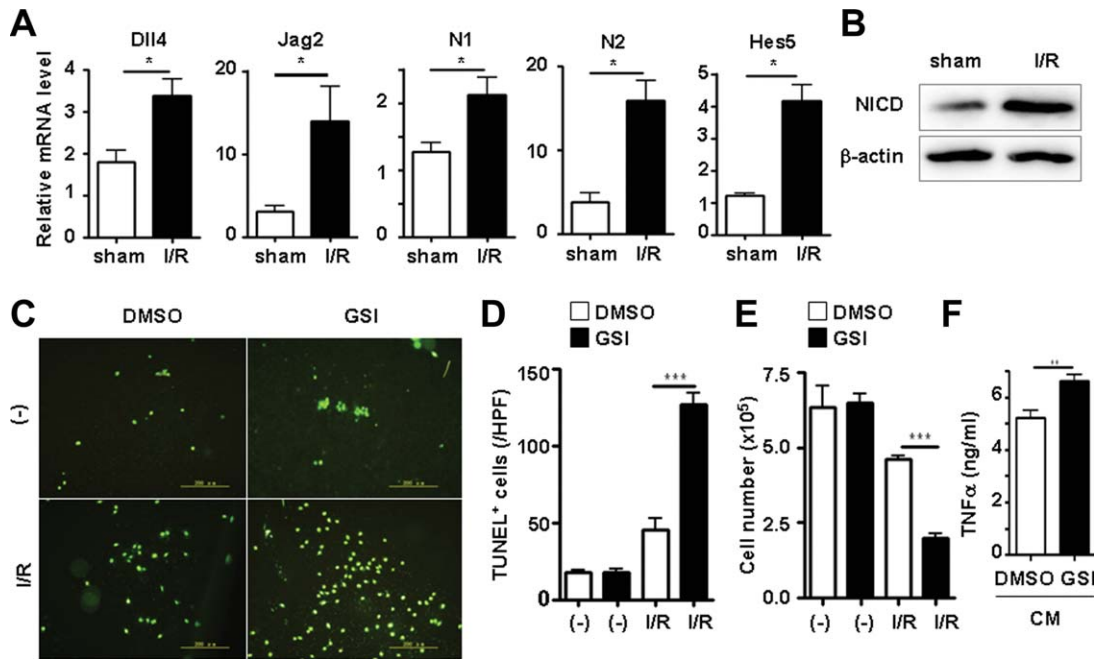 A
Dll4
Jag2
N1
N2
Hes5
*
*
*
*
*
Relative mRNA level
4
3
2
1
0
20
10
0
2
1
0
20
10
0
5
4
3
2
1
0
sham I/R
sham I/R
sham I/R
sham I/R
sham I/R
B
sham I/R
NICD
β-actin
C
DMSO GSI
(-)
I/R
D
DMSO
GSI
***
TUNEL⁺ cells (/HPF)
150
100
50
0
(-) (-) I/R I/R
E
DMSO
GSI
***
Cell number (x10⁵)
7.5
5.0
2.5
0.0
(-) (-) I/R I/R
F
**
TNFα (ng/ml)
8
6
4
2
0
DMSO GSI
CM